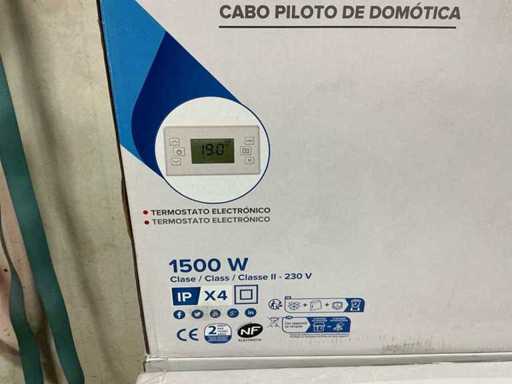 CABO PILOTO DE DOMÓTICA
19.0°
• TERMOSTATO ELECTRÓNICO
• TERMOSTATO ELECTRÓNICO
1500 W
Clase / Class / Classe II - 230 V
IP X4
CE 2 NF